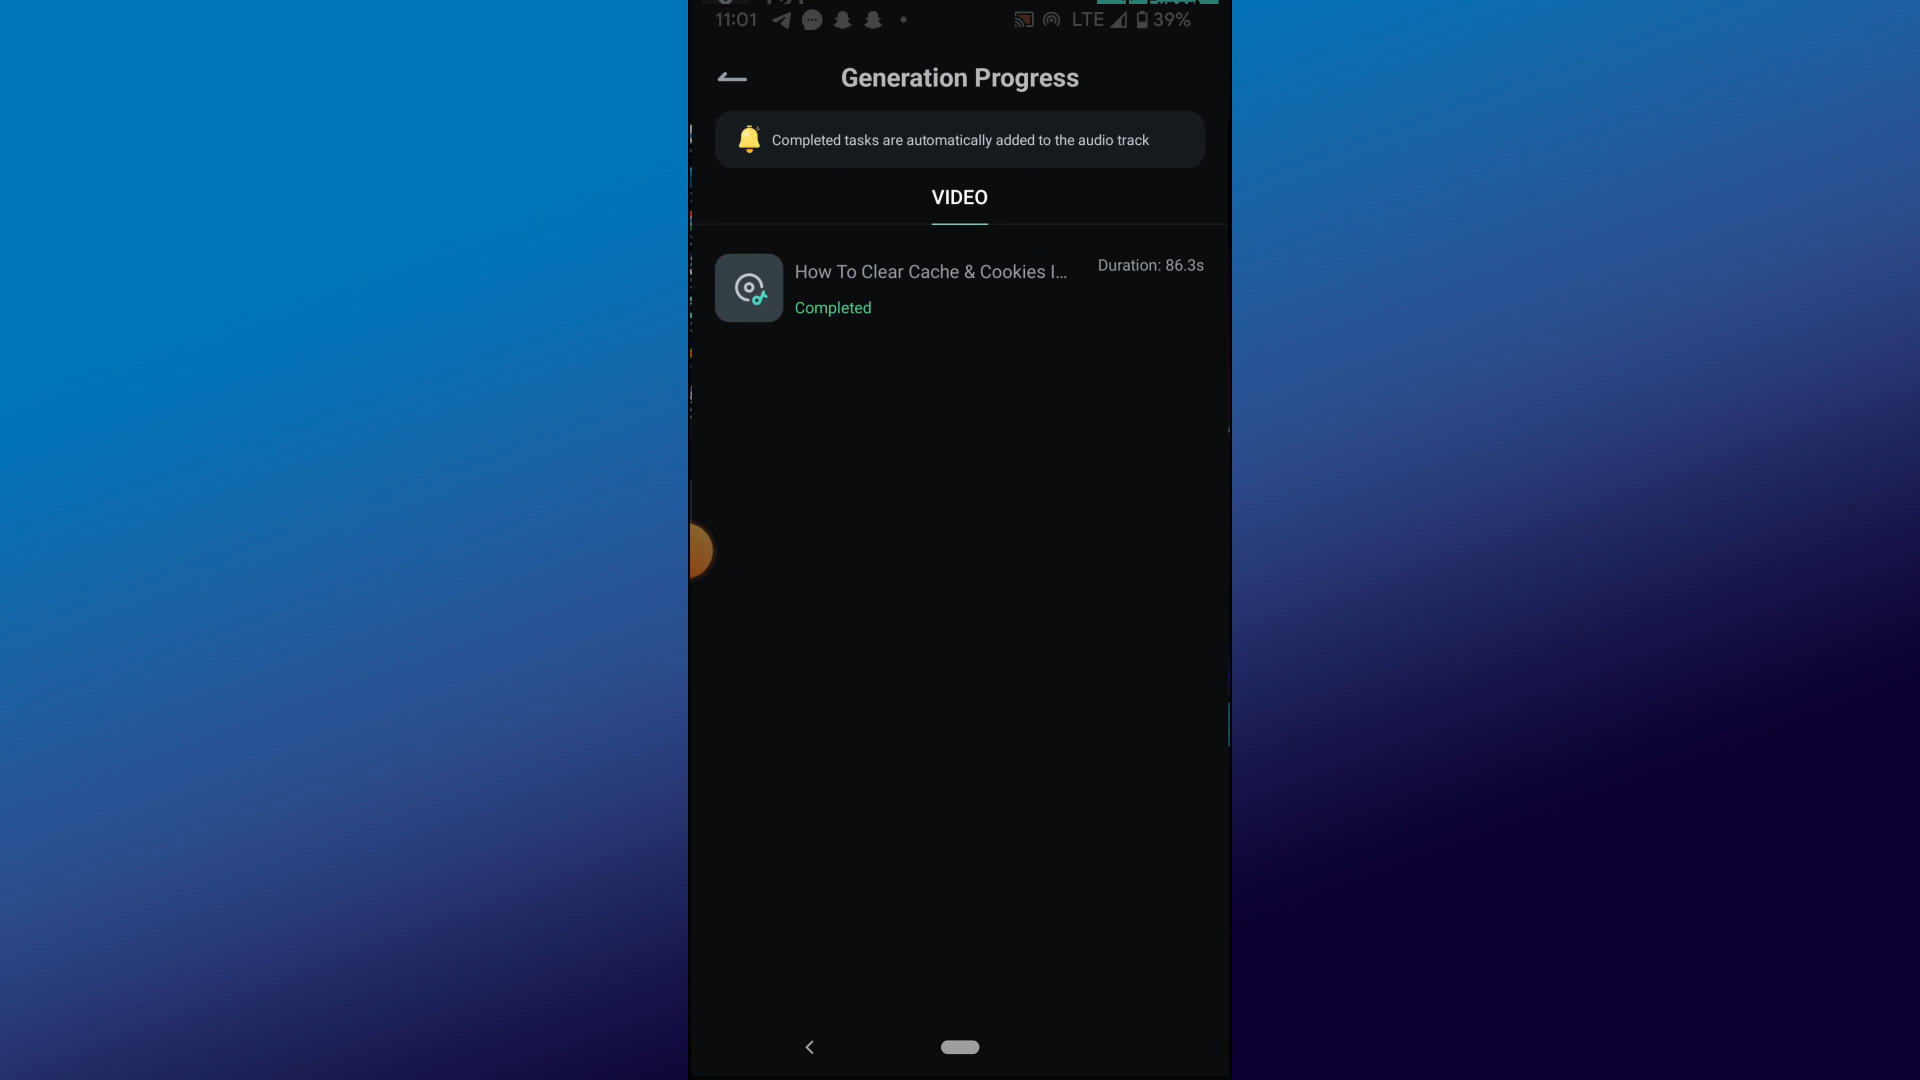 11:01 LTE 39%
Generation Progress
Completed tasks are automatically added to the audio track
VIDEO
How To Clear Cache & Cookies I...
Duration: 86.3s
Completed